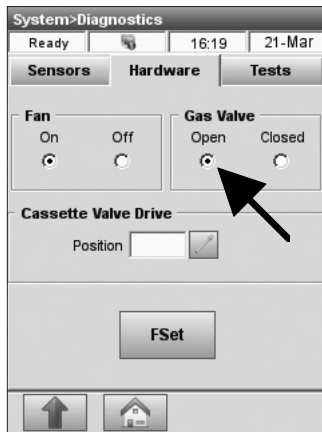 System>Diagnostics
Ready 16:19 21-Mar
Sensors Hardware Tests
Fan Gas Valve
On Off Open Closed
Cassette Valve Drive
Position
FSet